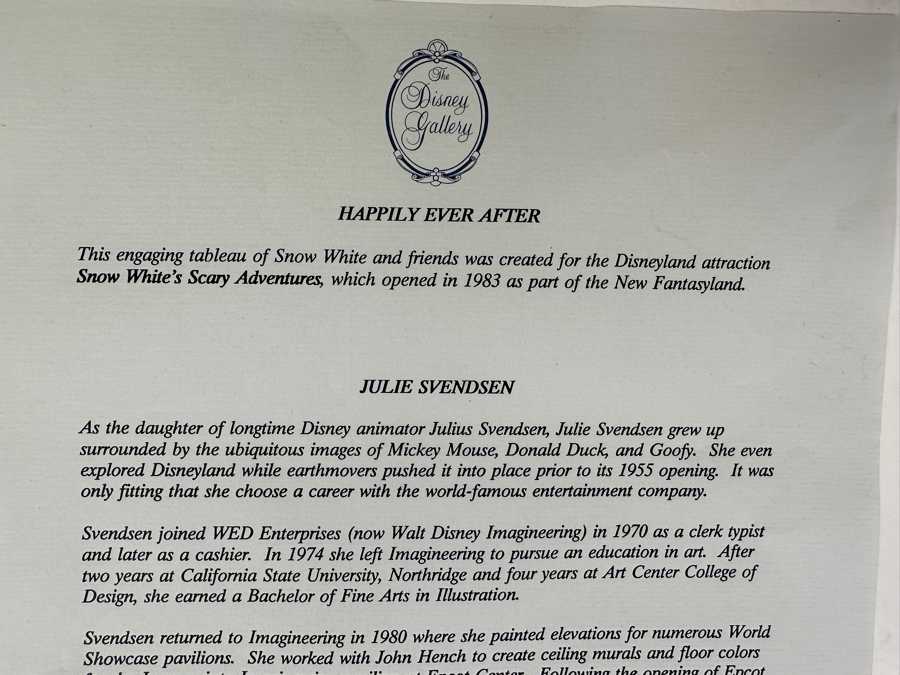 The
Disney
Gallery
HAPPILY EVER AFTER
This engaging tableau of Snow White and friends was created for the Disneyland attraction
Snow White's Scary Adventures, which opened in 1983 as part of the New Fantasyland.
JULIE SVENDSEN
As the daughter of longtime Disney animator Julius Svendsen, Julie Svendsen grew up
surrounded by the ubiquitous images of Mickey Mouse, Donald Duck, and Goofy. She even
explored Disneyland while earthmovers pushed it into place prior to its 1955 opening. It was
only fitting that she choose a career with the world-famous entertainment company.
Svendsen joined WED Enterprises (now Walt Disney Imagineering) in 1970 as a clerk typist
and later as a cashier. In 1974 she left Imagineering to pursue an education in art. After
two years at California State University, Northridge and four years at Art Center College of
Design, she earned a Bachelor of Fine Arts in Illustration.
Svendsen returned to Imagineering in 1980 where she painted elevations for numerous World
Showcase pavilions. She worked with John Hench to create ceiling murals and floor colors
Epcot Center. Following the opening of Epcot